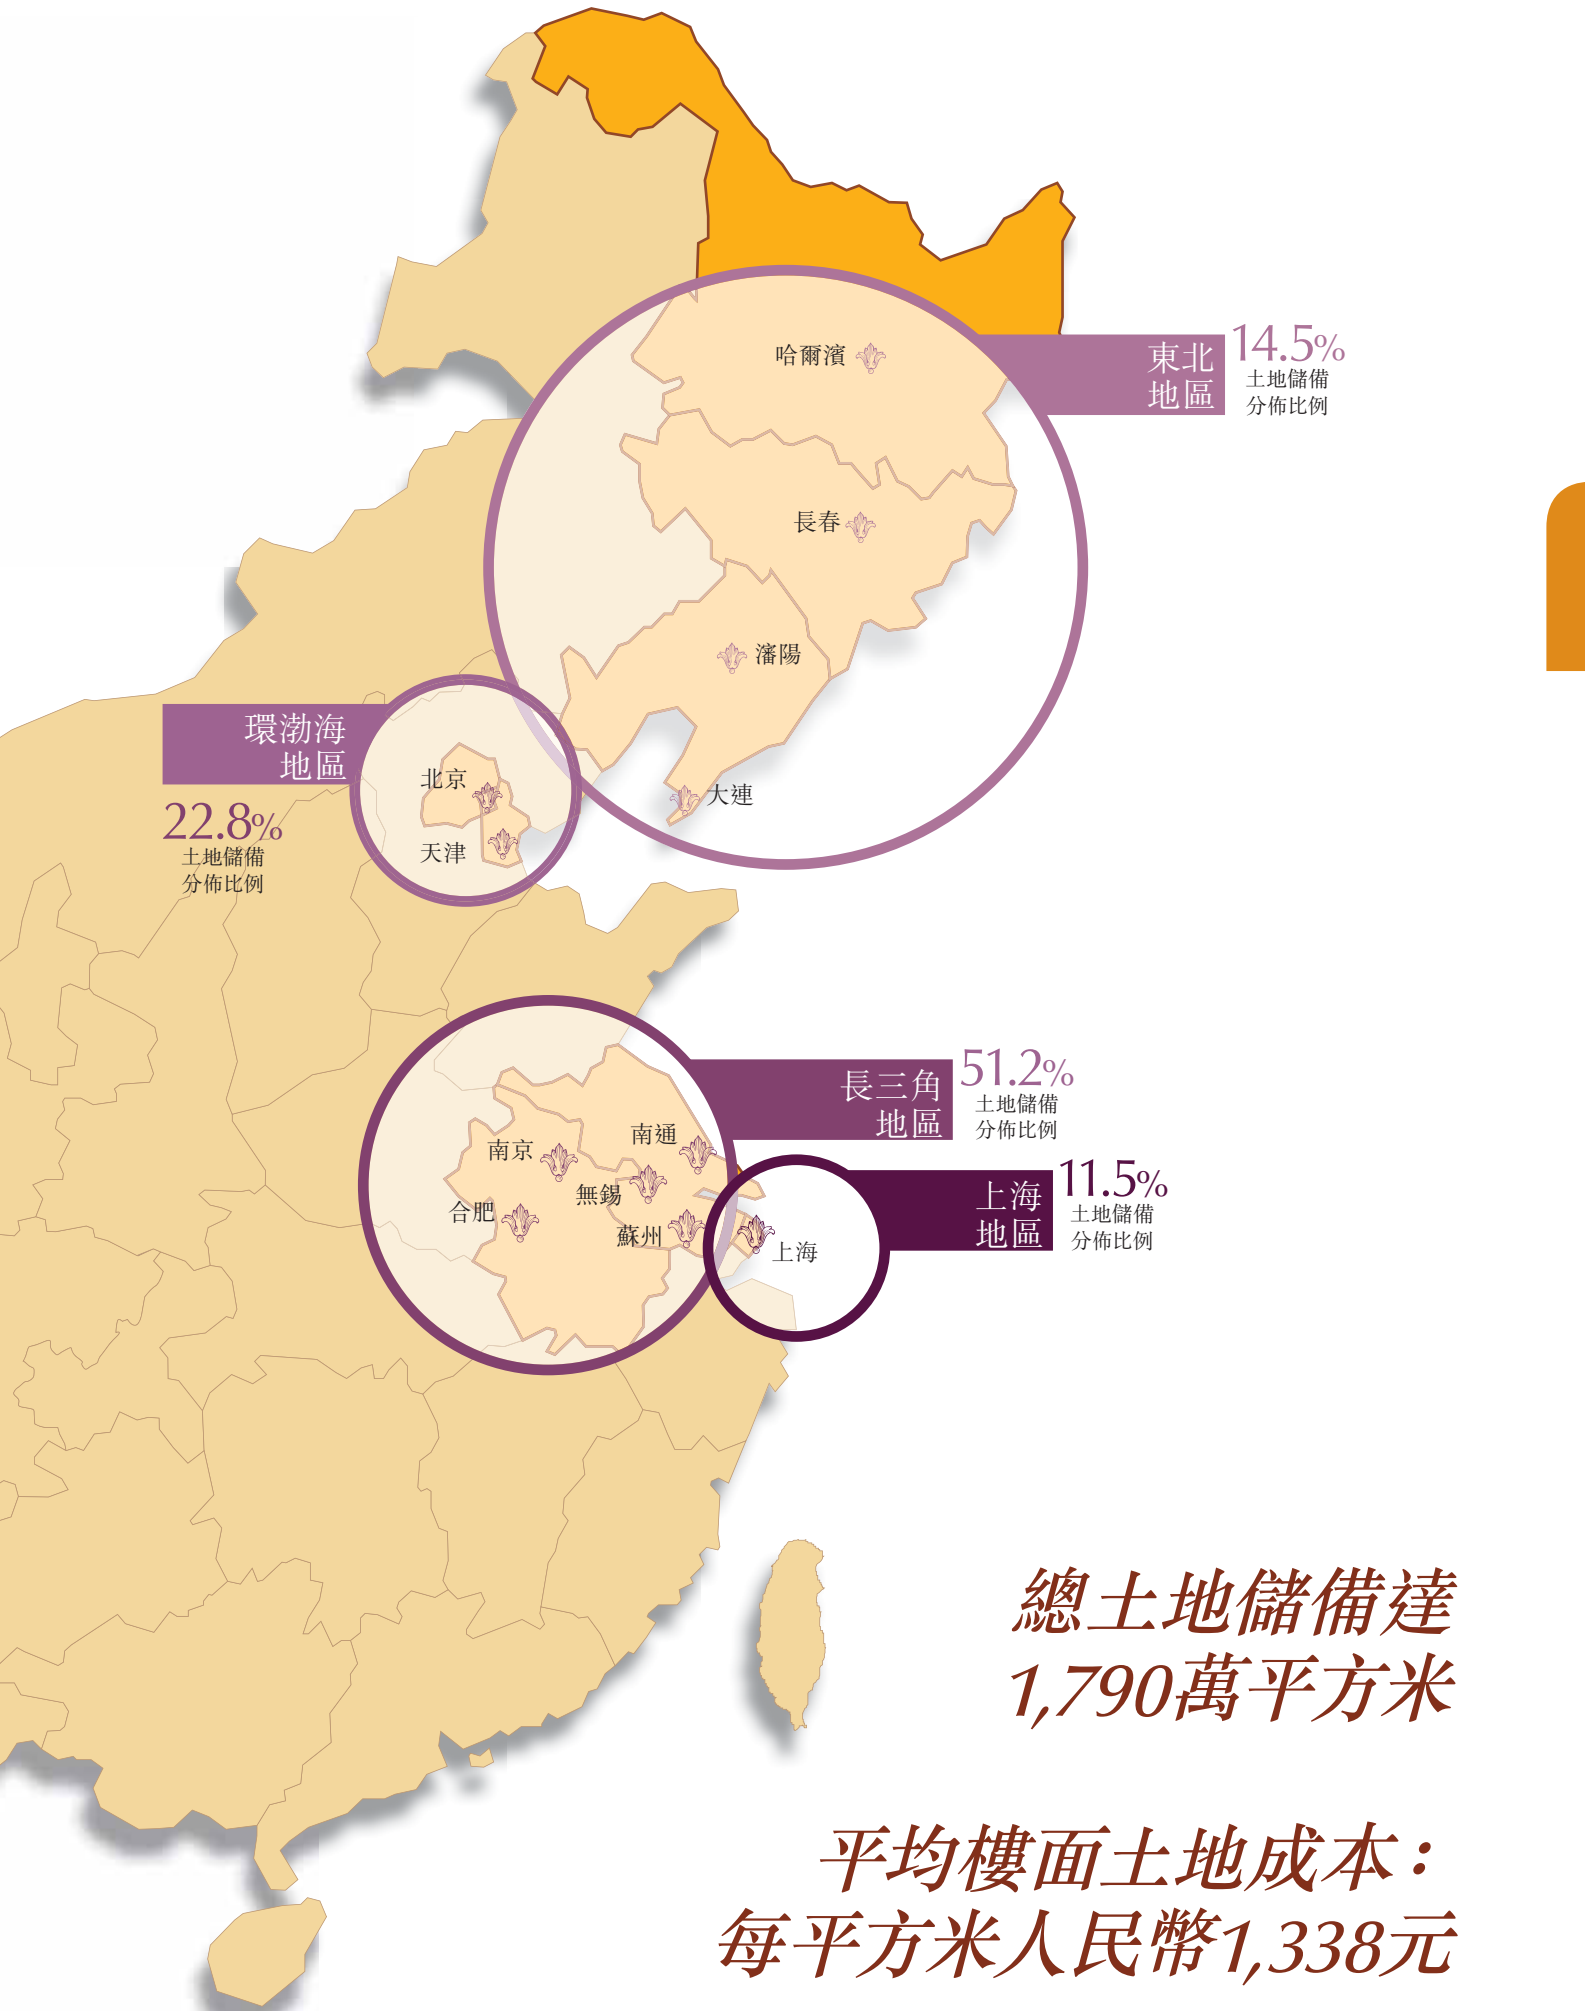 哈爾濱
東北
地區
14.5%
土地儲備
分佈比例
長春
瀋陽
大連
環渤海
地區
22.8%
土地儲備
分佈比例
北京
天津
長三角
地區
51.2%
土地儲備
分佈比例
南京
南通
無錫
合肥
蘇州
上海
地區
11.5%
土地儲備
分佈比例
上海
總土地儲備達
1,790萬平方米
平均樓面土地成本：
每平方米人民幣1,338元